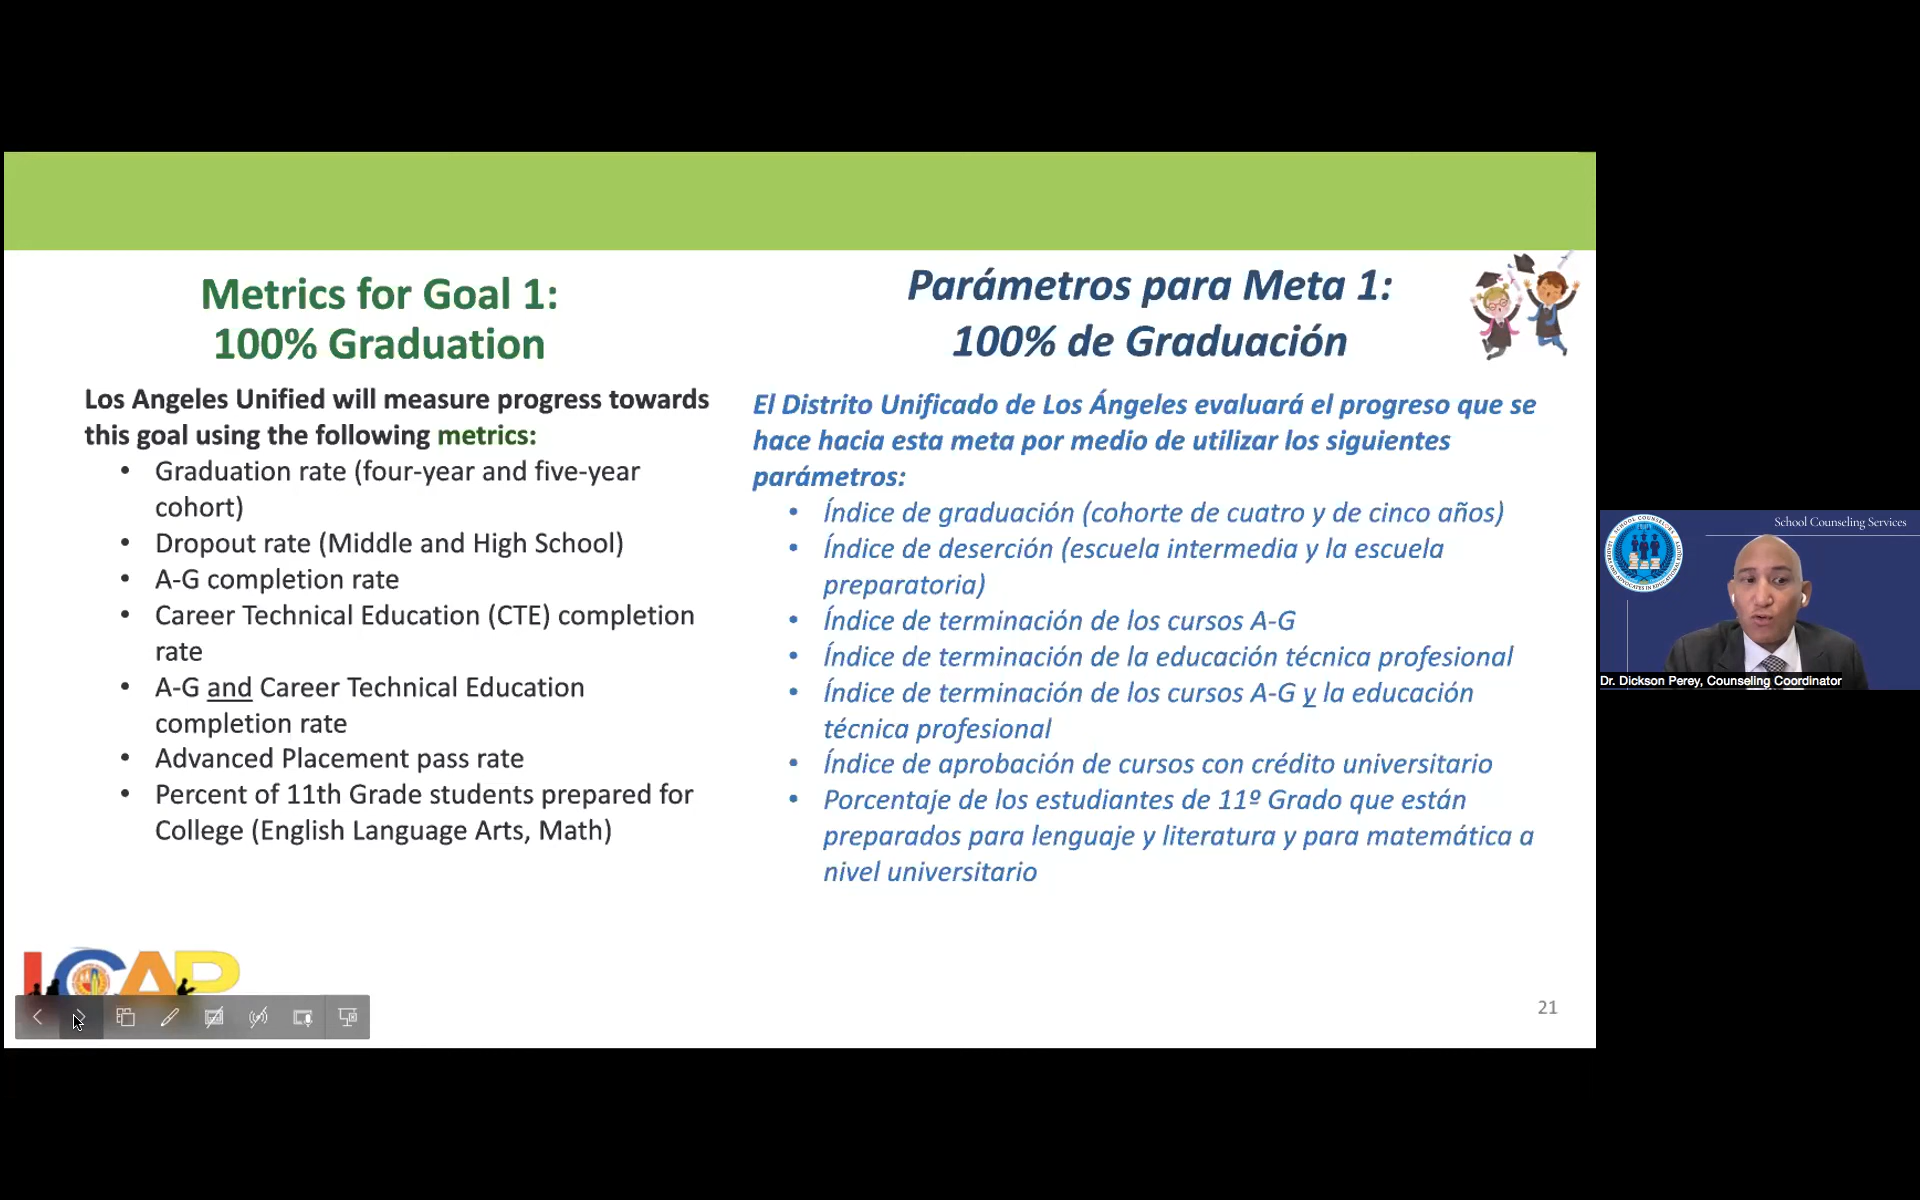 Metrics for Goal 1:
100% Graduation
Los Angeles Unified will measure progress towards
this goal using the following metrics:
• Graduation rate (four-year and five-year
cohort)
• Dropout rate (Middle and High School)
• A-G completion rate
• Career Technical Education (CTE) completion
rate
• A-G and Career Technical Education
completion rate
• Advanced Placement pass rate
• Percent of 11th Grade students prepared for
College (English Language Arts, Math)
Parámetros para Meta 1:
100% de Graduación
El Distrito Unificado de Los Ángeles evaluará el progreso que se
hace hacia esta meta por medio de utilizar los siguientes
parámetros:
• Índice de graduación (cohorte de cuatro y de cinco años)
• Índice de deserción (escuela intermedia y la escuela
preparatoria)
• Índice de terminación de los cursos A-G
• Índice de terminación de la educación técnica profesional
• Índice de terminación de los cursos A-G y la educación
técnica profesional
• Índice de aprobación de cursos con crédito universitario
• Porcentaje de los estudiantes de 11º Grado que están
preparados para lenguaje y literatura y para matemática a
nivel universitario
LCAP
21
School Counseling Services
Dr. Dickson Perey, Counseling Coordinator